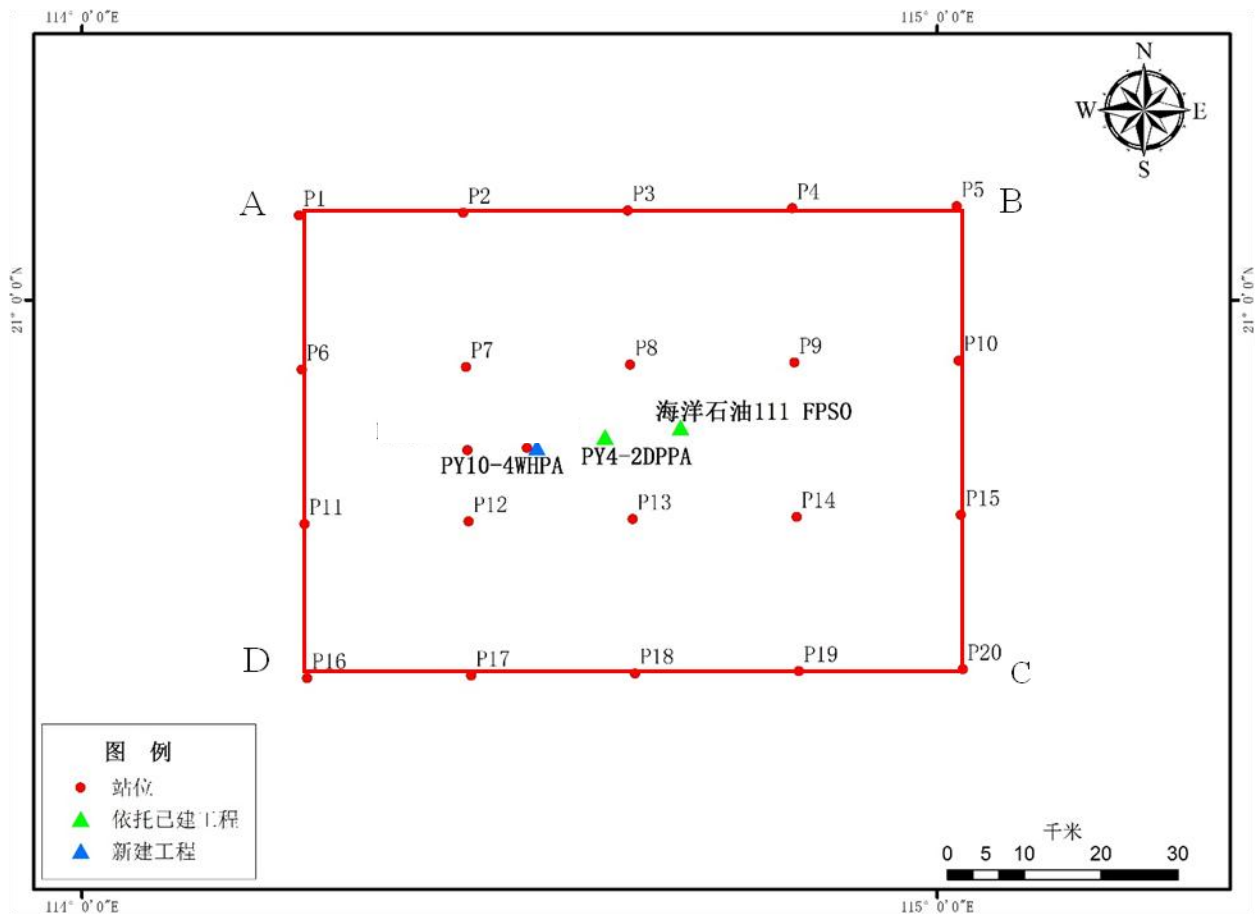 114° 0'0"E
115° 0'0"E
N
W
E
S
A
P1
P2
P3
P4
P5
B
21° 0'0"N
21° 0'0"N
P6
P7
P8
P9
P10
海洋石油111 FPSO
PY10-4WHPA
PY4-2DPPA
P11
P12
P13
P14
P15
D
P16
P17
P18
P19
P20
C
图 例
站位
依托已建工程
新建工程
千米
0 5 10 20 30
114° 0'0"E
115° 0'0"E